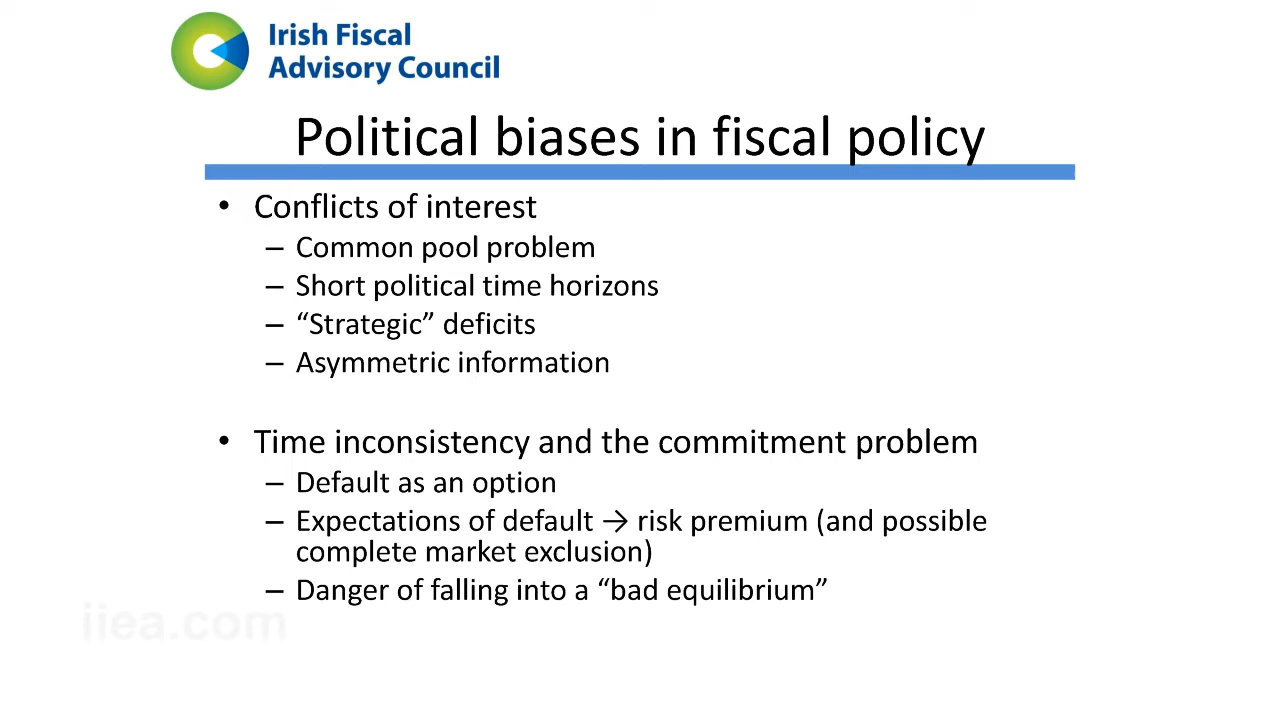 Irish Fiscal
Advisory Council
Political biases in fiscal policy
• Conflicts of interest
– Common pool problem
– Short political time horizons
– “Strategic” deficits
– Asymmetric information
• Time inconsistency and the commitment problem
– Default as an option
– Expectations of default → risk premium (and possible
complete market exclusion)
– Danger of falling into a “bad equilibrium”
iiea.com